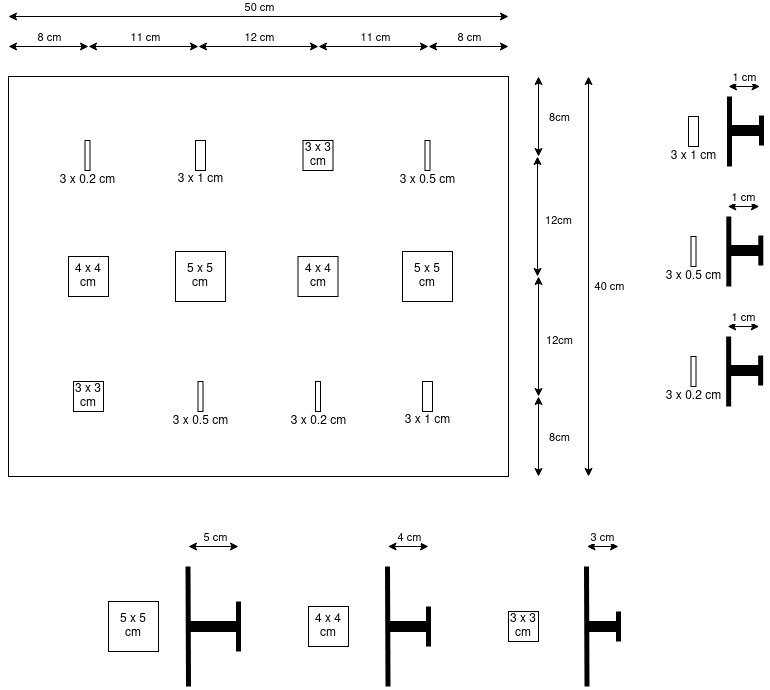 50 cm
8 cm
11 cm
12 cm
11 cm
8 cm
1 cm
8cm
3 x 3
cm
3 x 0.2 cm
3 x 1 cm
3 x 0.5 cm
3 x 1 cm
1 cm
12cm
4 x 4
cm
5 x 5
cm
4 x 4
cm
5 x 5
cm
3 x 0.5 cm
40 cm
1 cm
12cm
3 x 3
cm
3 x 0.5 cm
3 x 0.2 cm
3 x 1 cm
3 x 0.2 cm
8cm
5 cm
4 cm
3 cm
5 x 5
cm
4 x 4
cm
3 x 3
cm